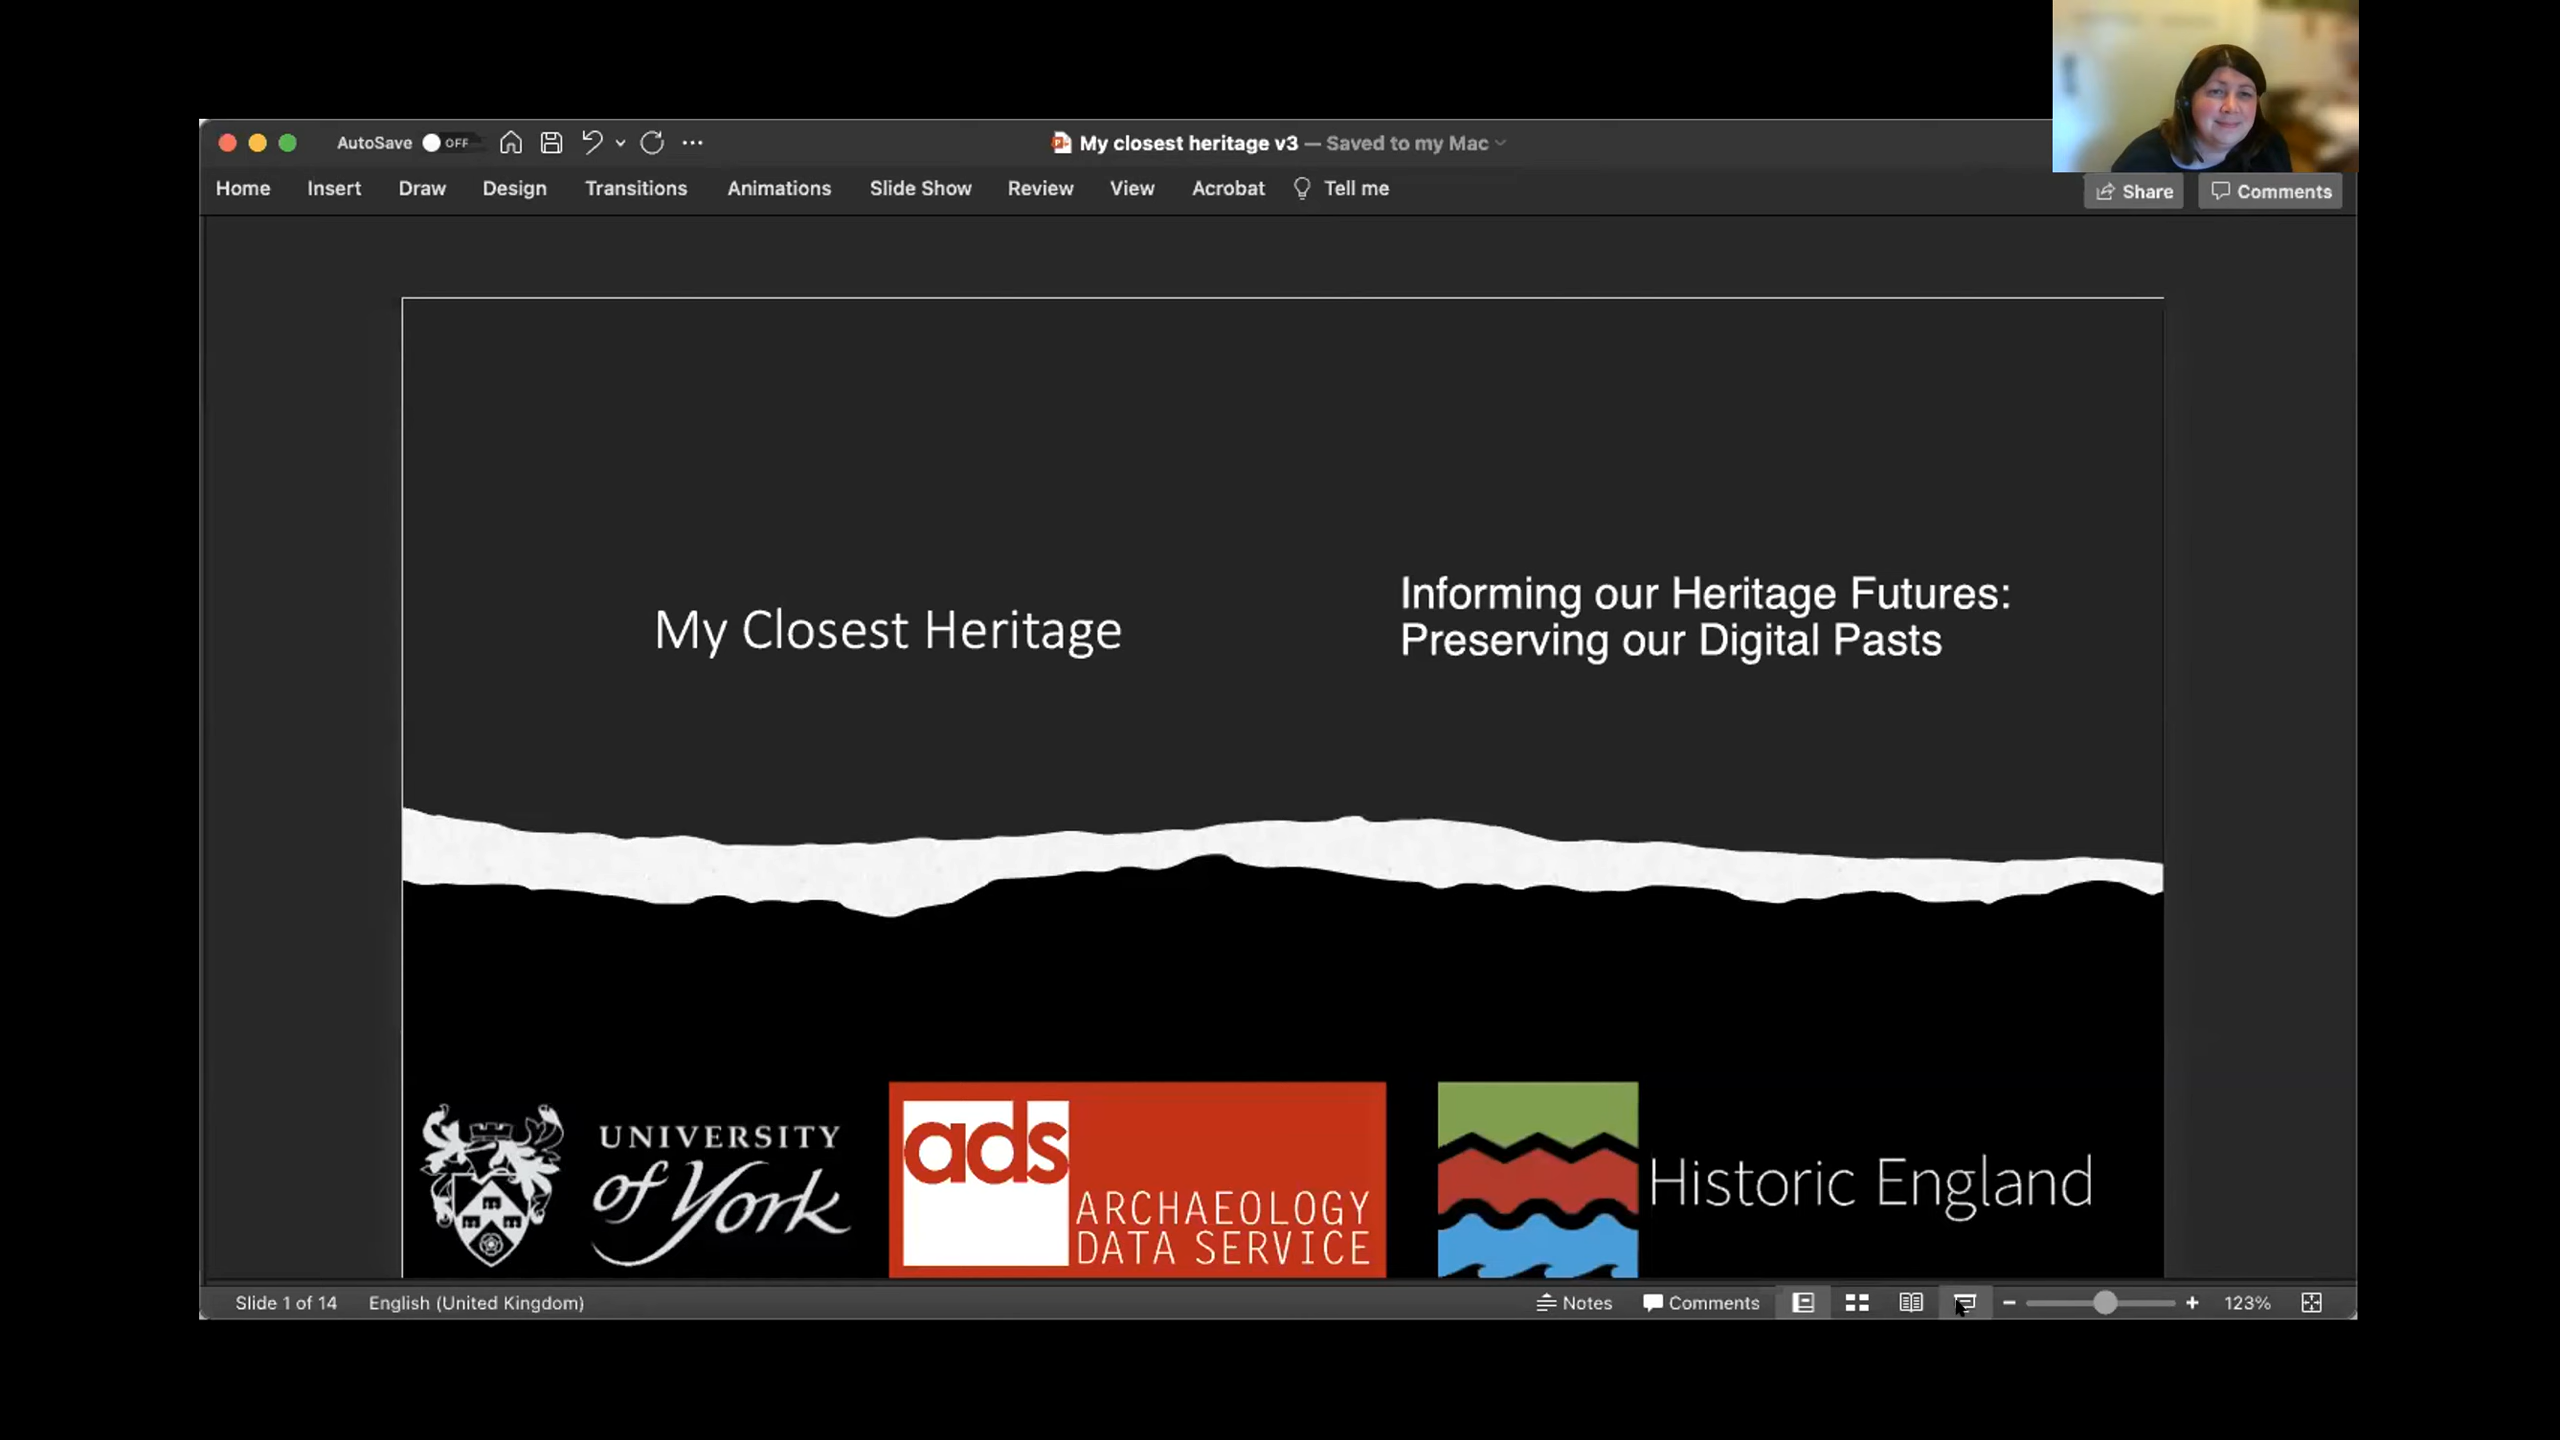 AutoSave OFF
My closest heritage v3 — Saved to my Mac
Home Insert Draw Design Transitions Animations Slide Show Review View Acrobat Tell me
Share Comments
My Closest Heritage
Informing our Heritage Futures:
Preserving our Digital Pasts
UNIVERSITY
of York
ads
ARCHAEOLOGY
DATA SERVICE
Historic England
Slide 1 of 14 English (United Kingdom) Notes Comments 123%